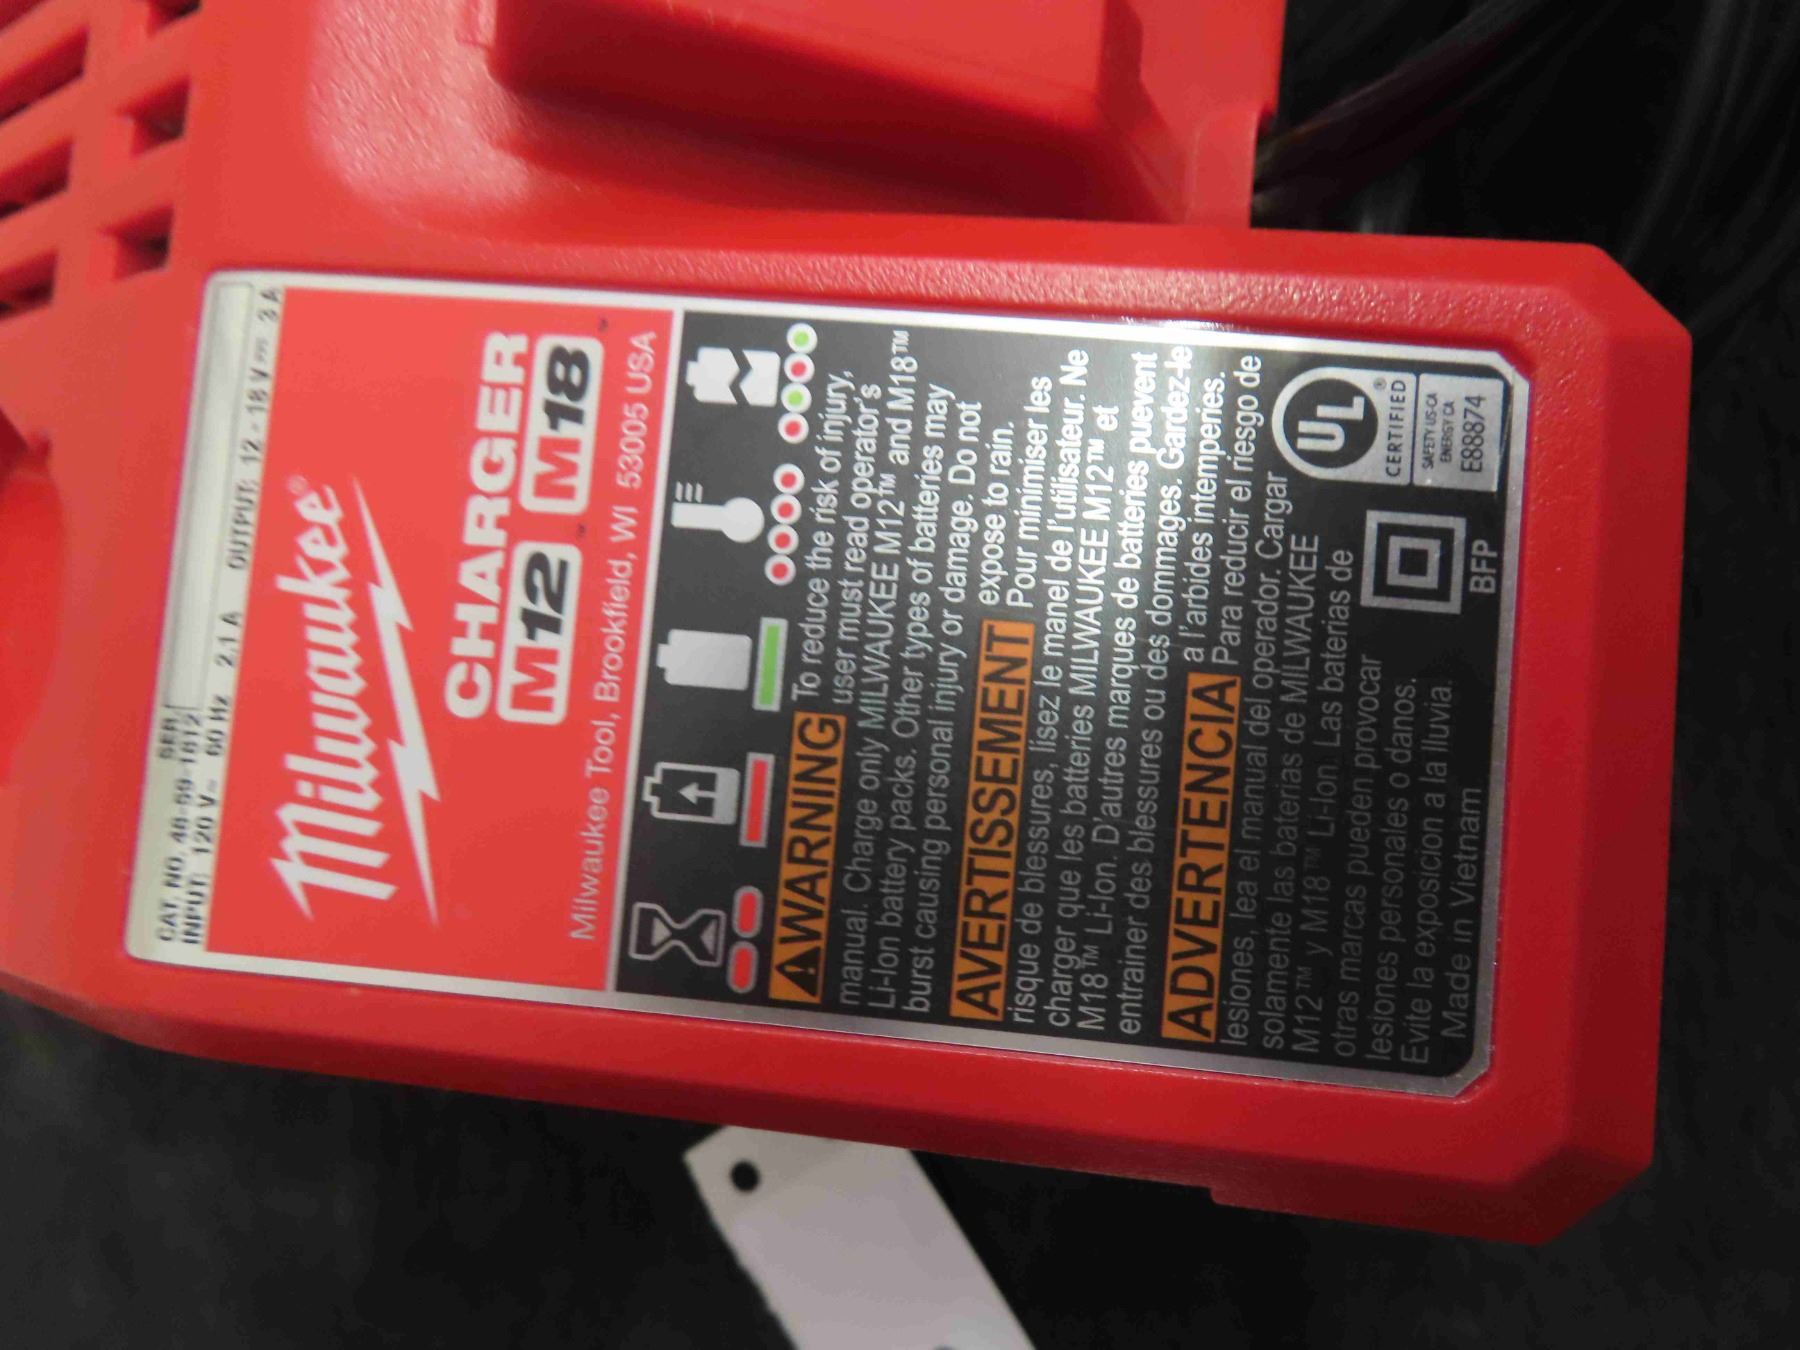 CAT. NO. 48-59-1812 SER.
INPUT: 120 V~ 60 Hz 2.1 A OUTPUT: 12 - 18 V⎓ 3 A
Milwaukee®
CHARGER
M12™ M18™
Milwaukee Tool, Brookfield, WI 53005 USA
WARNING To reduce the risk of injury,
user must read operator's
manual. Charge only MILWAUKEE M12™ and M18™
Li-Ion battery packs. Other types of batteries may
burst causing personal injury or damage. Do not
expose to rain.
AVERTISSEMENT Pour minimiser les
risque de blessures, lisez le manel de l'utilisateur. Ne
charger que les batteries MILWAUKEE M12™ et
M18™ Li-Ion. D'autres marques de batteries puevent
entrainer des blessures ou des dommages. Gardez-le
a l'arbides intemperies.
ADVERTENCIA Para reducir el riesgo de
lesiones, lea el manual del operador. Cargar
solamente las baterias de MILWAUKEE
M12™ y M18™ Li-Ion. Las baterias de
otras marcas pueden provocar
lesiones personales o danos.
Evite la exposicion a la lluvia.
Made in Vietnam
BFP
UL®
CERTIFIED
SAFETY US-CA
ENERGY CA
E88874